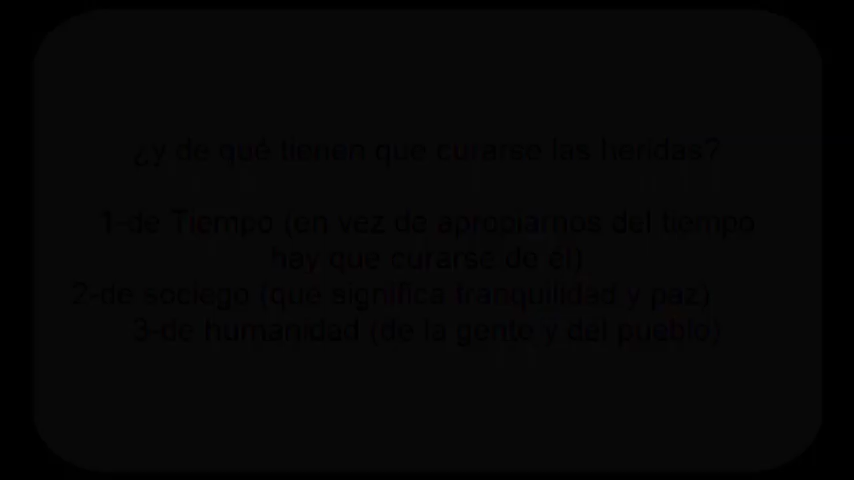 ¿y de qué tienen que curarse las heridas?
1-de Tiempo (en vez de apropiarnos del tiempo
hay que curarse de él)
2-de sociego (que significa tranquilidad y paz)
3-de humanidad (de la gente y del pueblo)